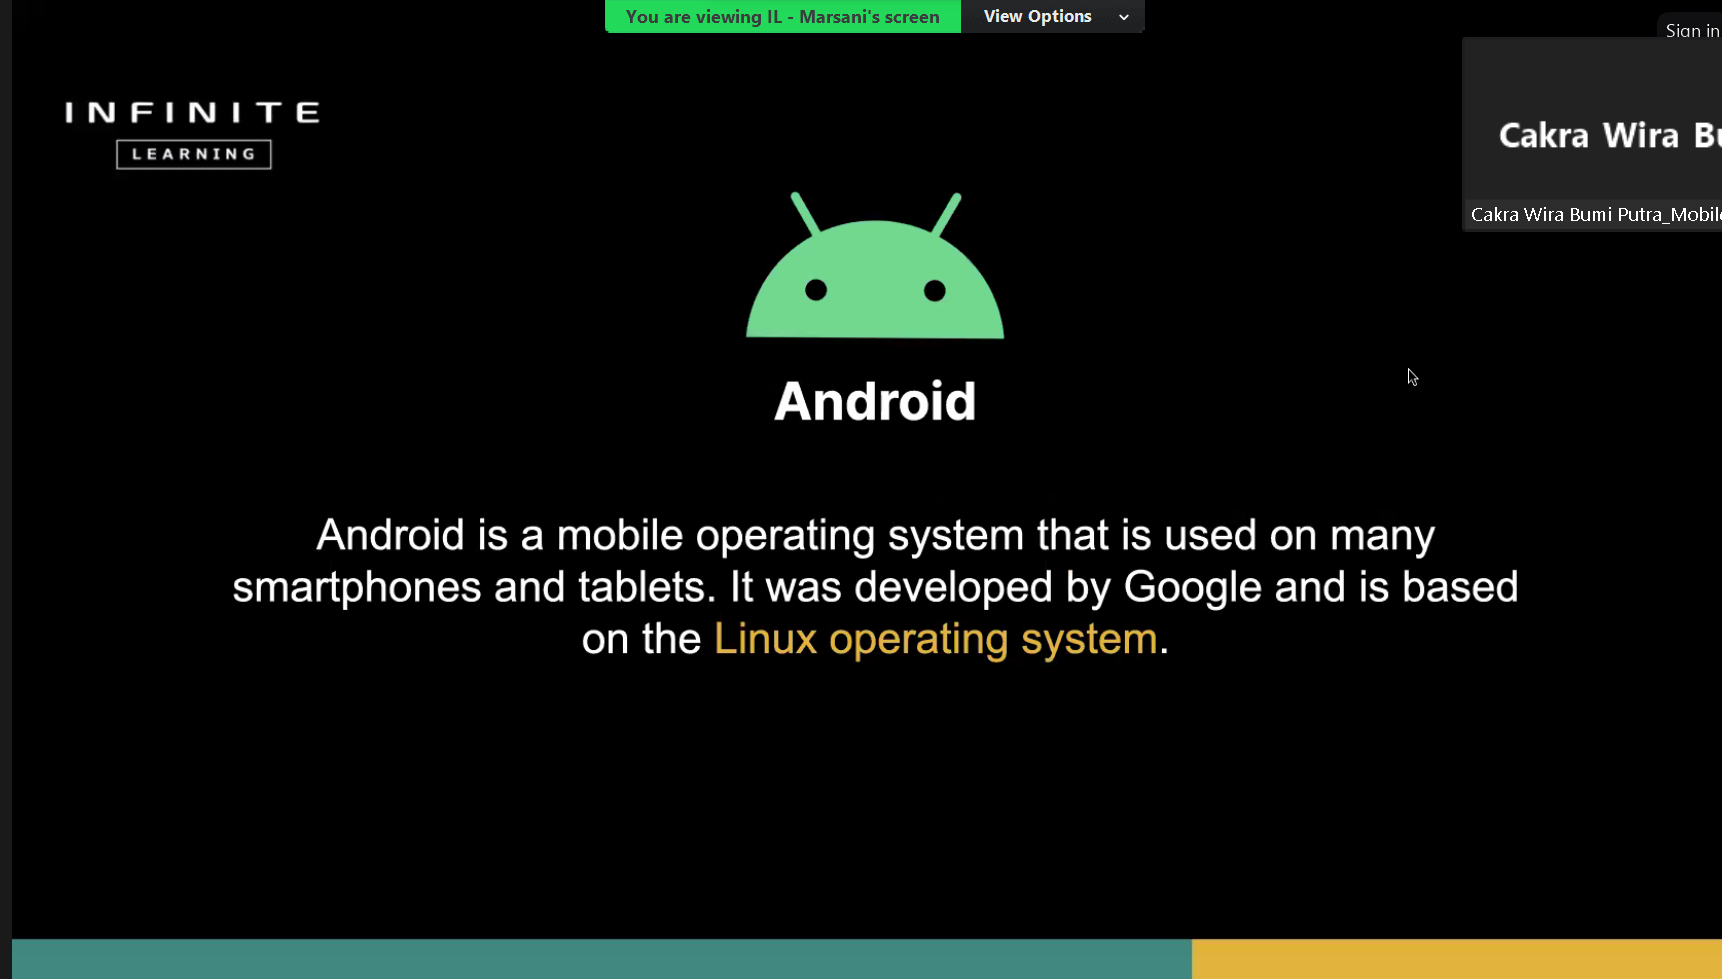 You are viewing IL - Marsani's screen
View Options
Sign in
INFINITE
LEARNING
Cakra Wira
Cakra Wira Bumi Putra_Mobile
Android
Android is a mobile operating system that is used on many
smartphones and tablets. It was developed by Google and is based
on the Linux operating system.